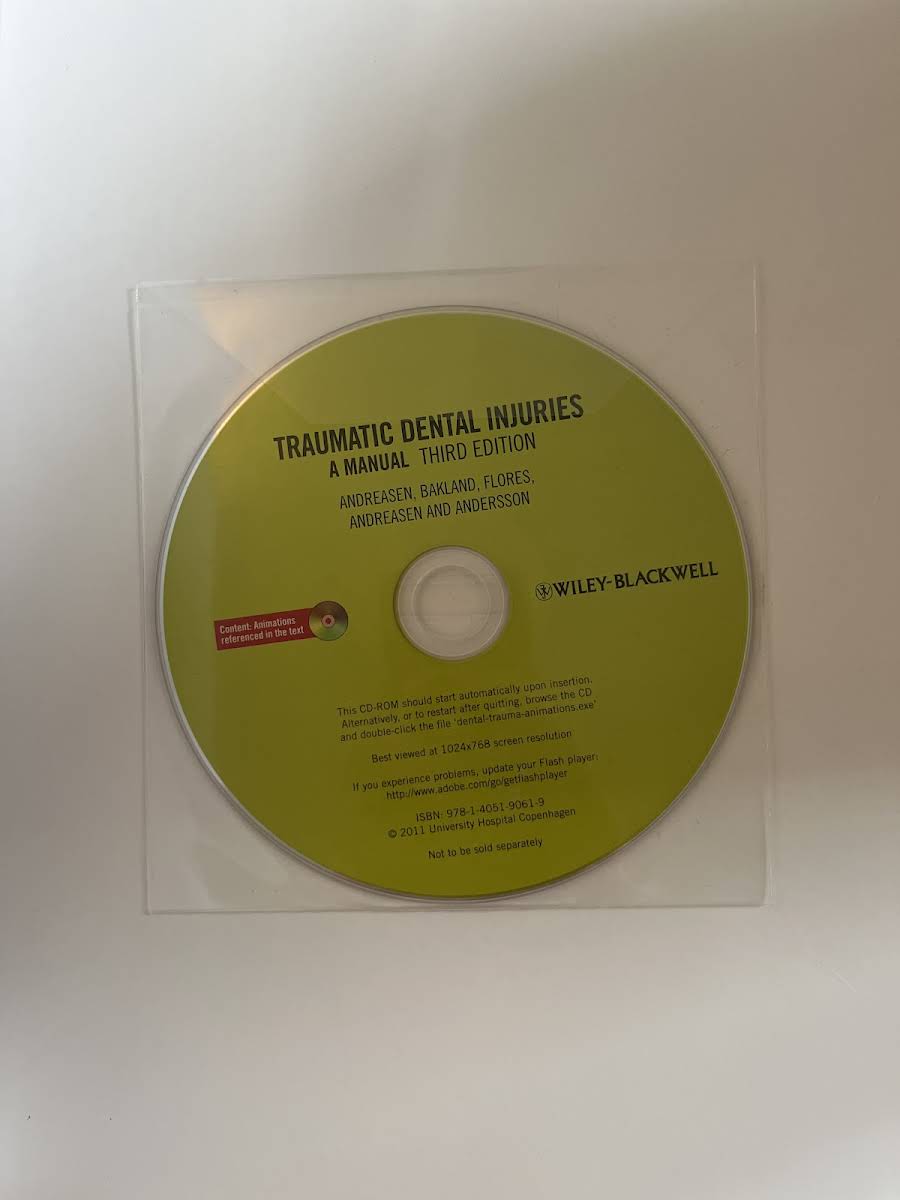 TRAUMATIC DENTAL INJURIES
A MANUAL THIRD EDITION
ANDREASEN, BAKLAND, FLORES,
ANDREASEN AND ANDERSSON
WILEY-BLACKWELL
Content: Animations
referenced in the text
This CD-ROM should start automatically upon insertion.
Alternatively, or to restart after quitting, browse the CD
and double-click the file 'dental-trauma-animations.exe'
Best viewed at 1024x768 screen resolution
If you experience problems, update your Flash player:
http://www.adobe.com/go/getflashplayer
ISBN: 978-1-4051-9061-9
© 2011 University Hospital Copenhagen
Not to be sold separately